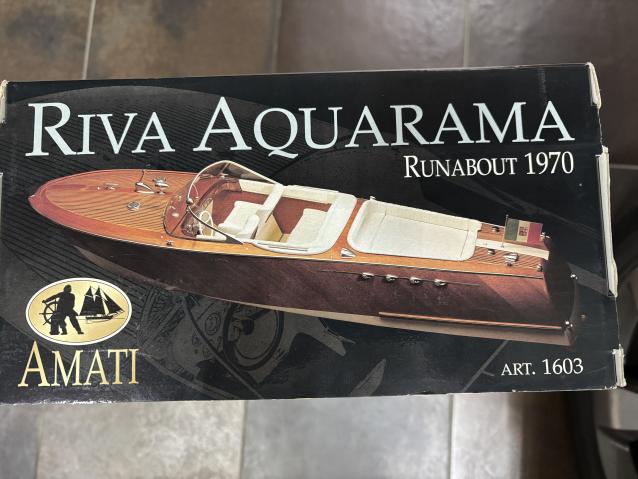 RIVA AQUARAMA
RUNABOUT 1970
AMATI
ART. 1603